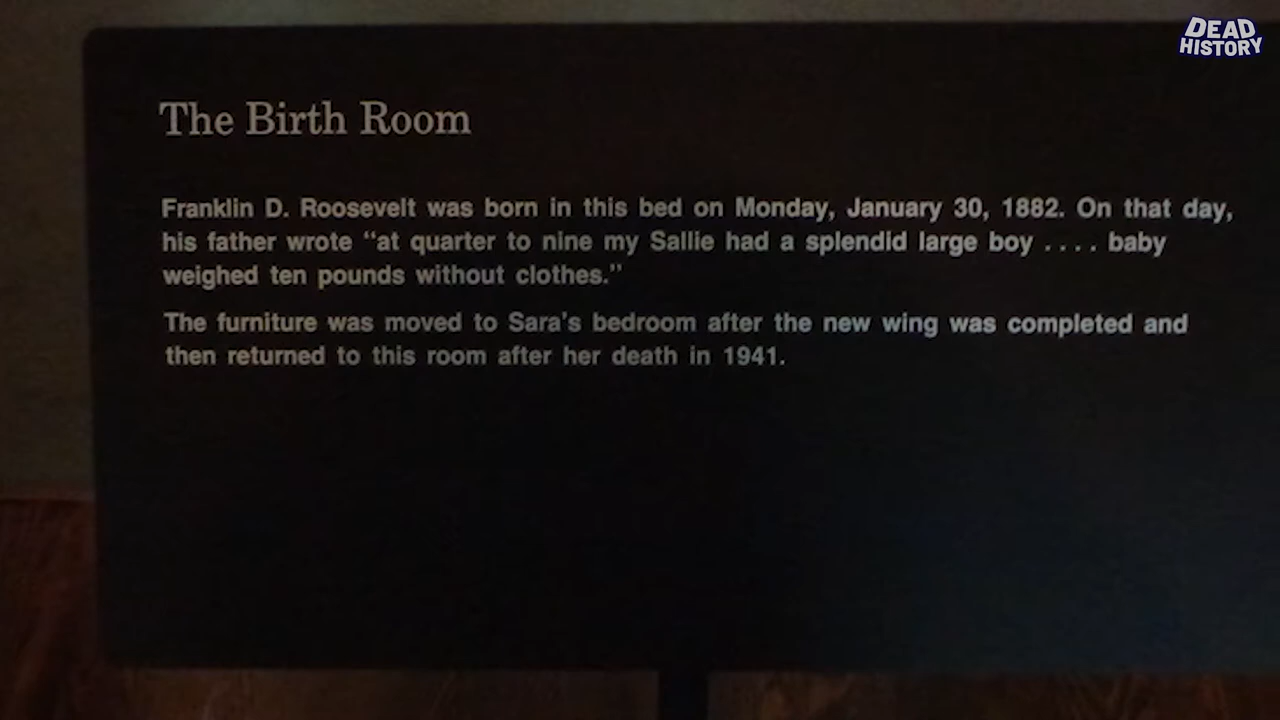 DEAD
HISTORY
The Birth Room
Franklin D. Roosevelt was born in this bed on Monday, January 30, 1882. On that day,
his father wrote “at quarter to nine my Sallie had a splendid large boy . . . . baby
weighed ten pounds without clothes.”
The furniture was moved to Sara's bedroom after the new wing was completed and
then returned to this room after her death in 1941.